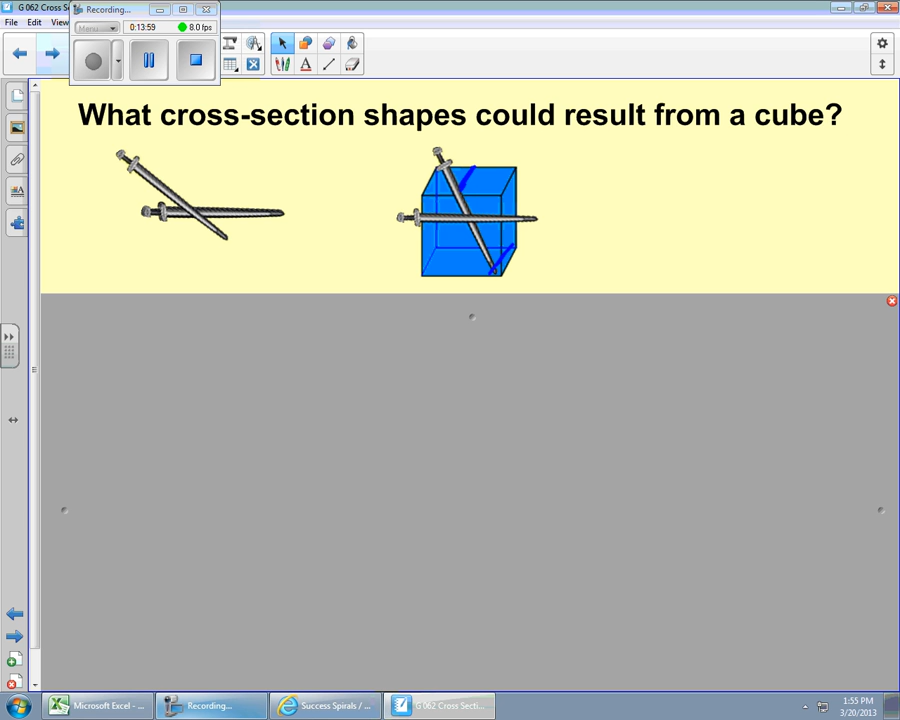 G 062 Cross Se
Recording...
File Edit View
Menu
0:13:59
8.0 fps
What cross-section shapes could result from a cube?
Microsoft Excel - ...
Recording...
Success Spirals / ...
G 062 Cross Secti...
1:55 PM
3/20/2013